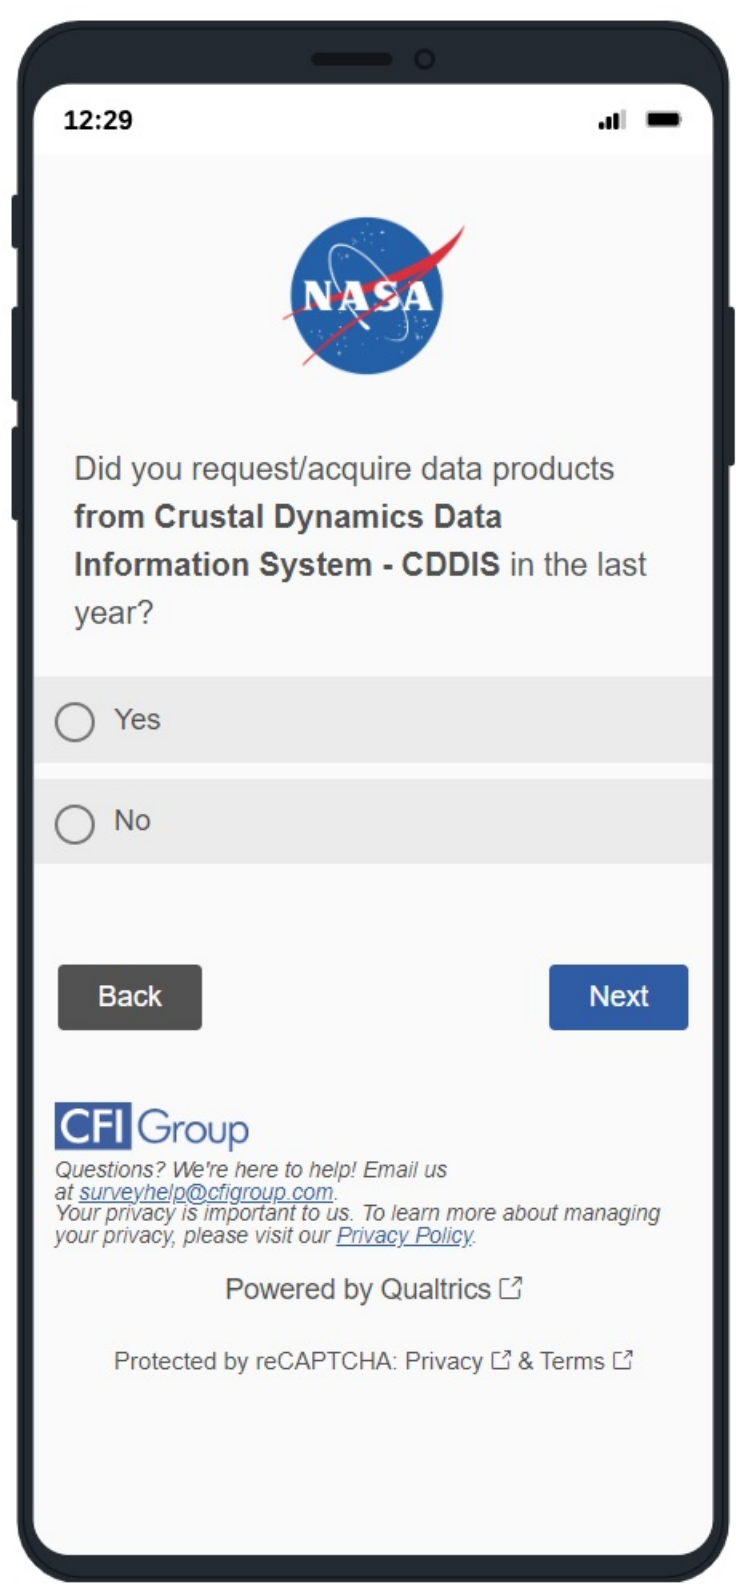 12:29
NASA
Did you request/acquire data products
from Crustal Dynamics Data
Information System - CDDIS in the last
year?
Yes
No
Back
Next
CFI Group
Questions? We're here to help! Email us
at surveyhelp@cfigroup.com.
Your privacy is important to us. To learn more about managing
your privacy, please visit our Privacy Policy.
Powered by Qualtrics
Protected by reCAPTCHA: Privacy & Terms